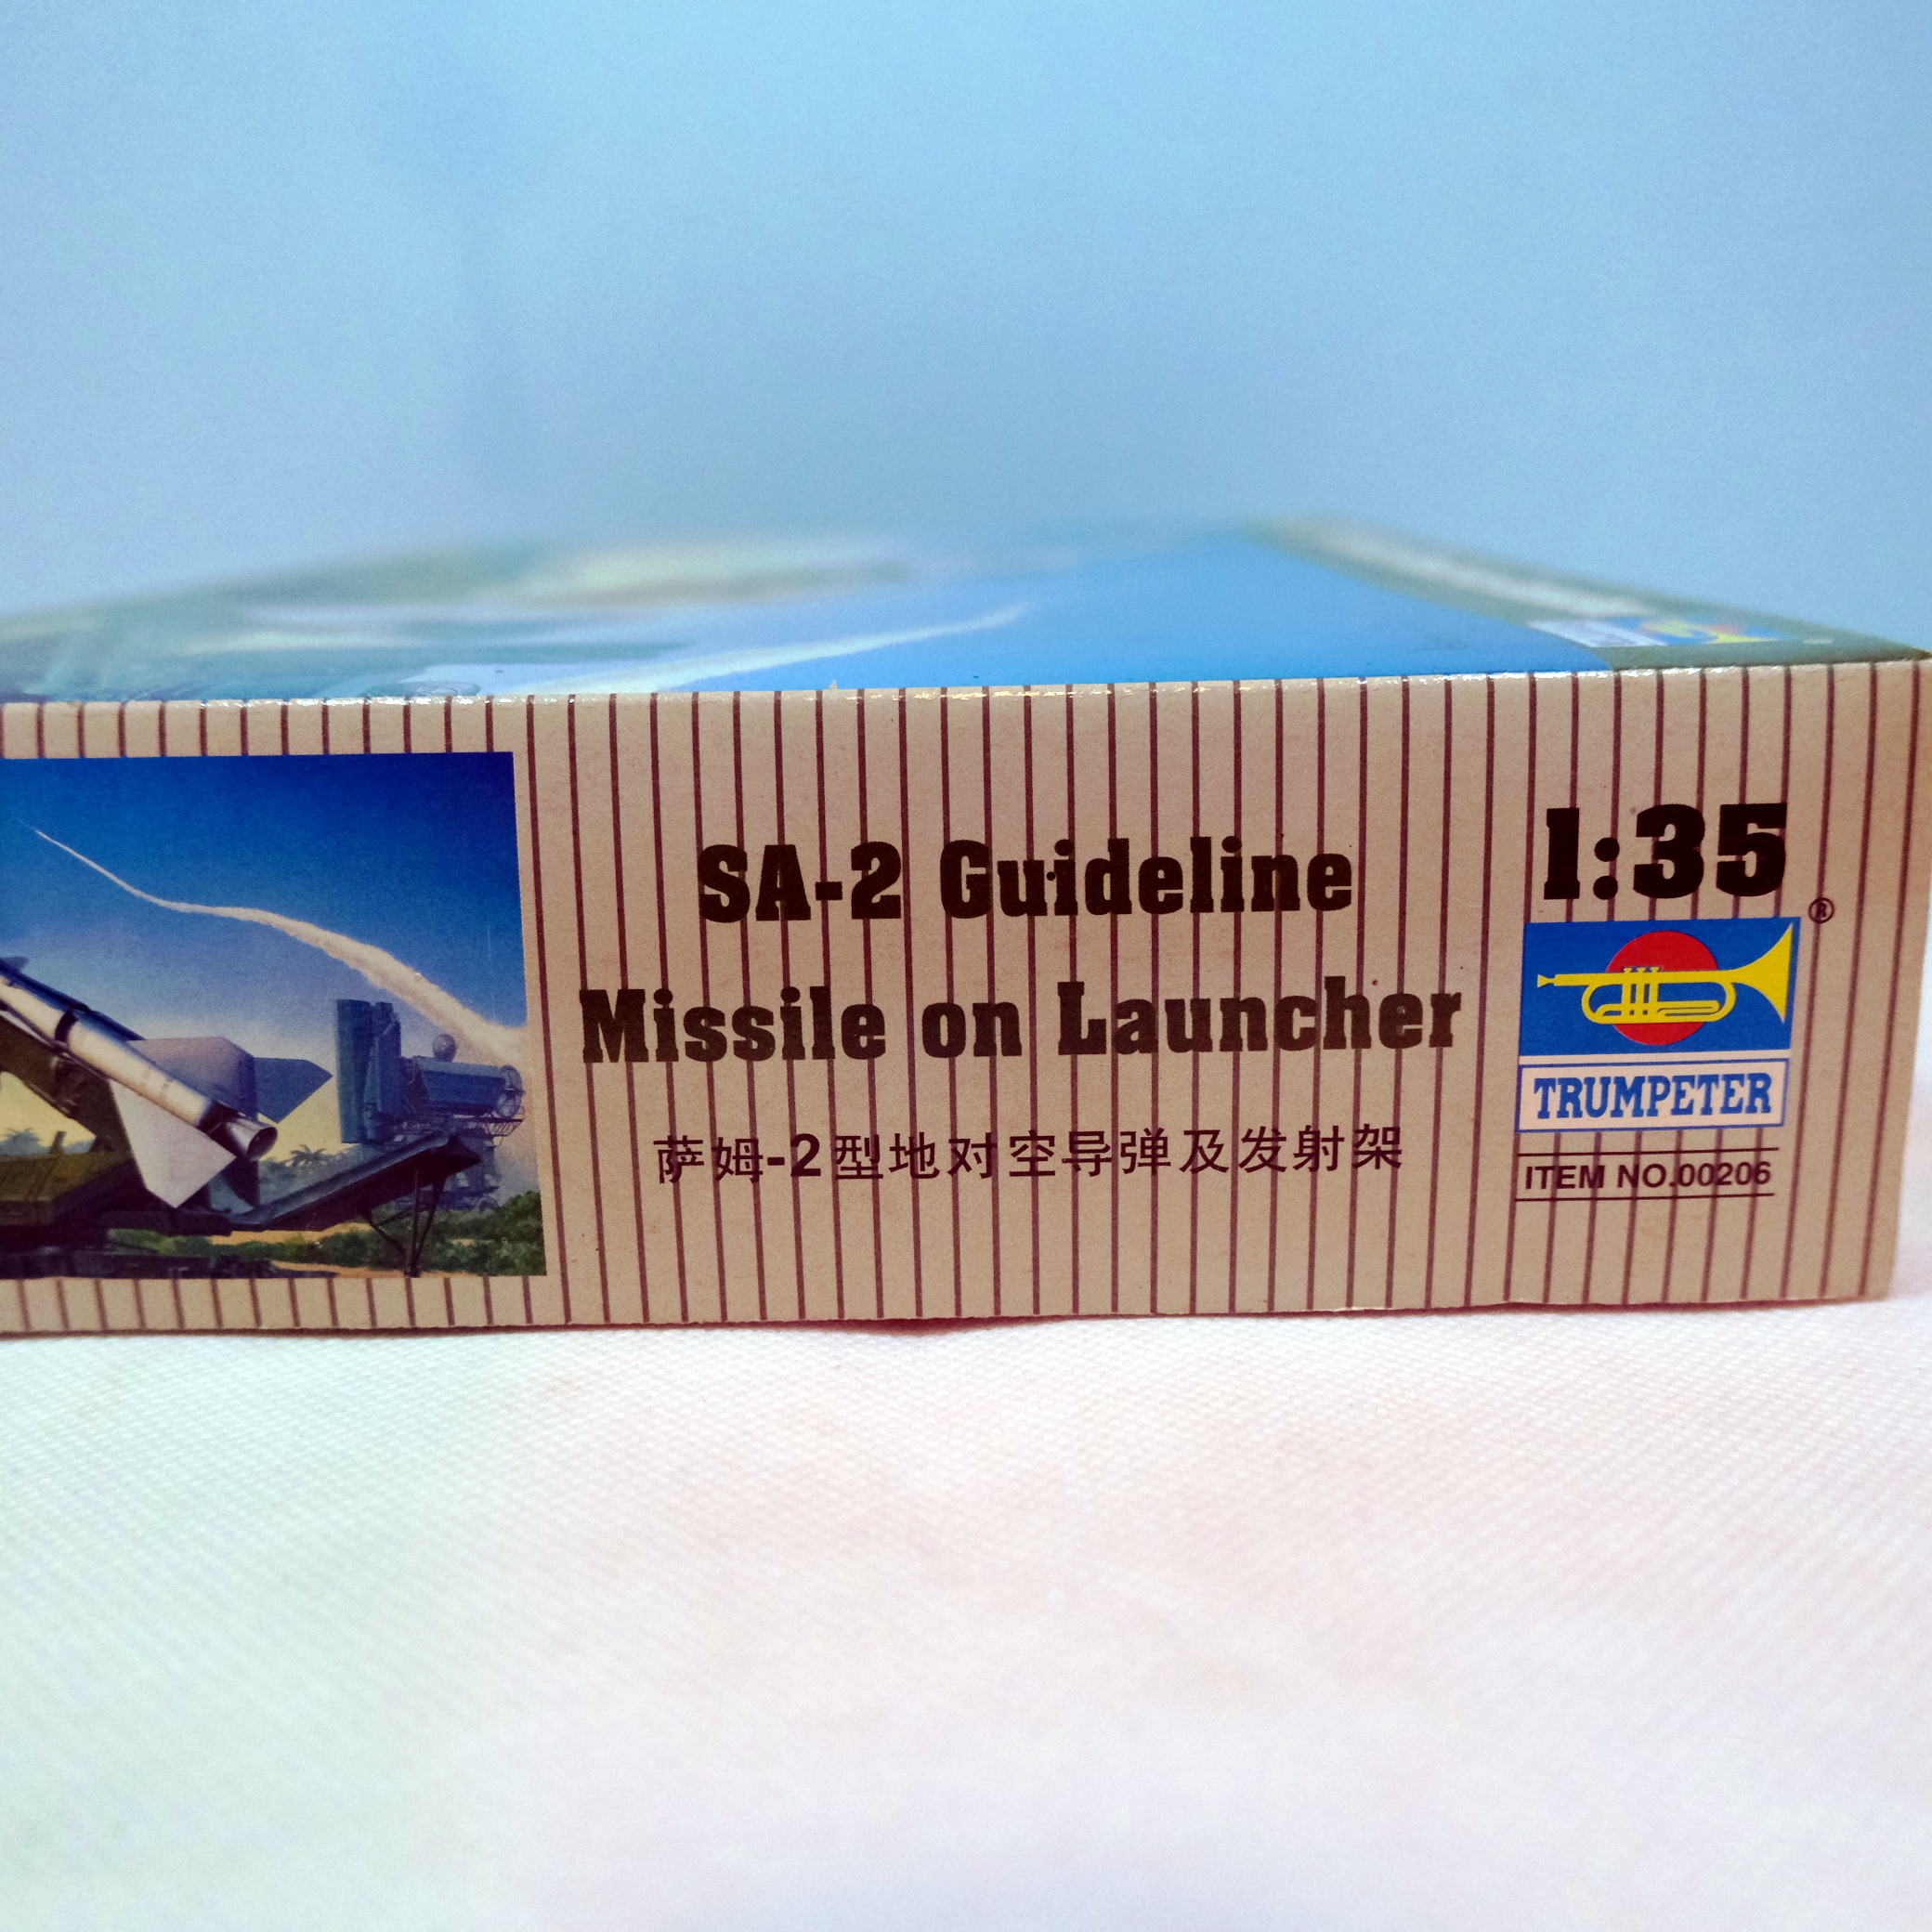 SA-2 Guideline
Missile on Launcher
萨姆-2型地对空导弹及发射架
1:35
®
TRUMPETER
ITEM NO.00206